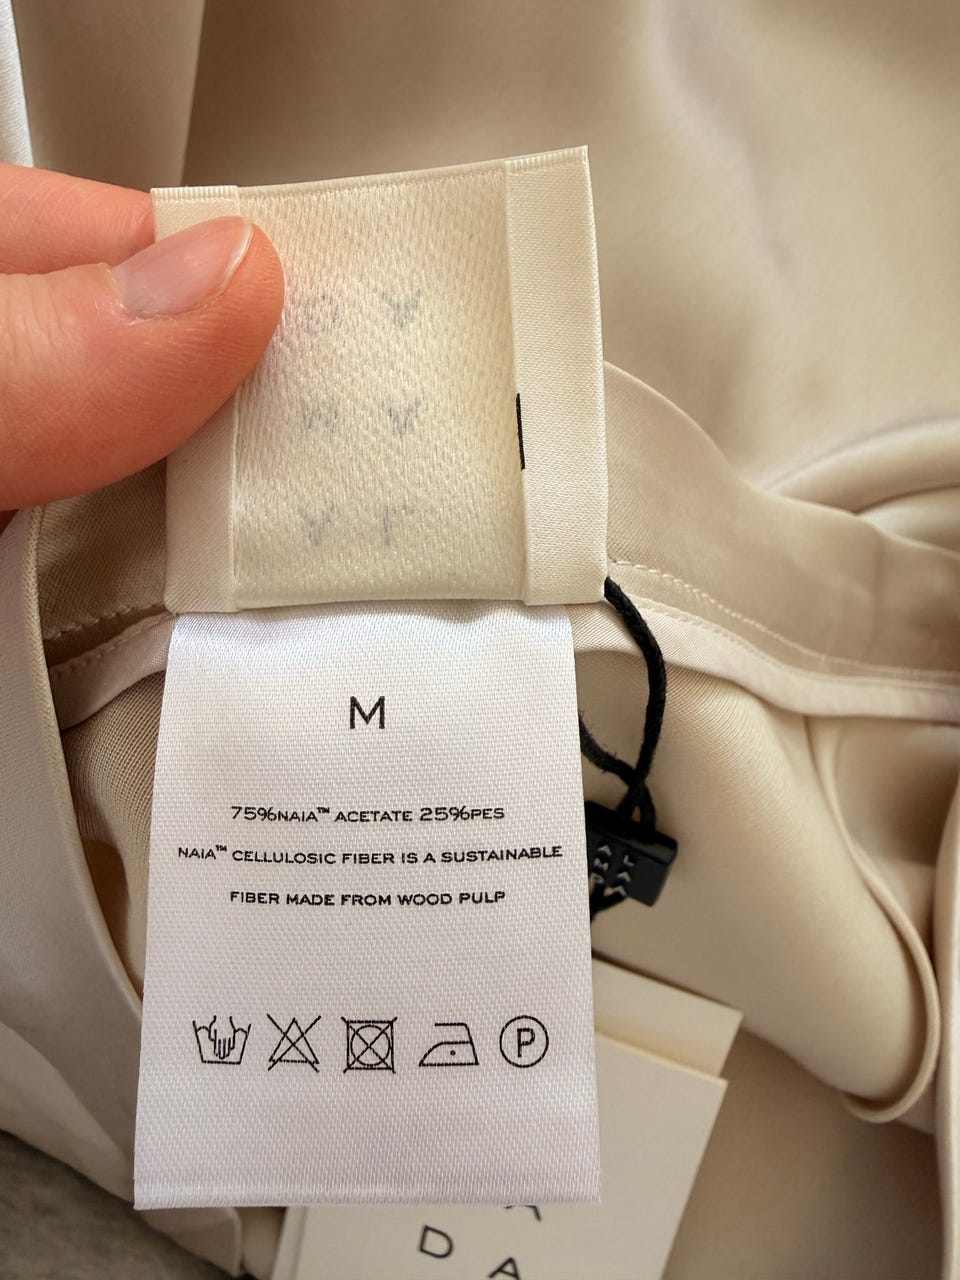 M
75%NAIA™ ACETATE 25%PES
NAIA™ CELLULOSIC FIBER IS A SUSTAINABLE
FIBER MADE FROM WOOD PULP
P
D A